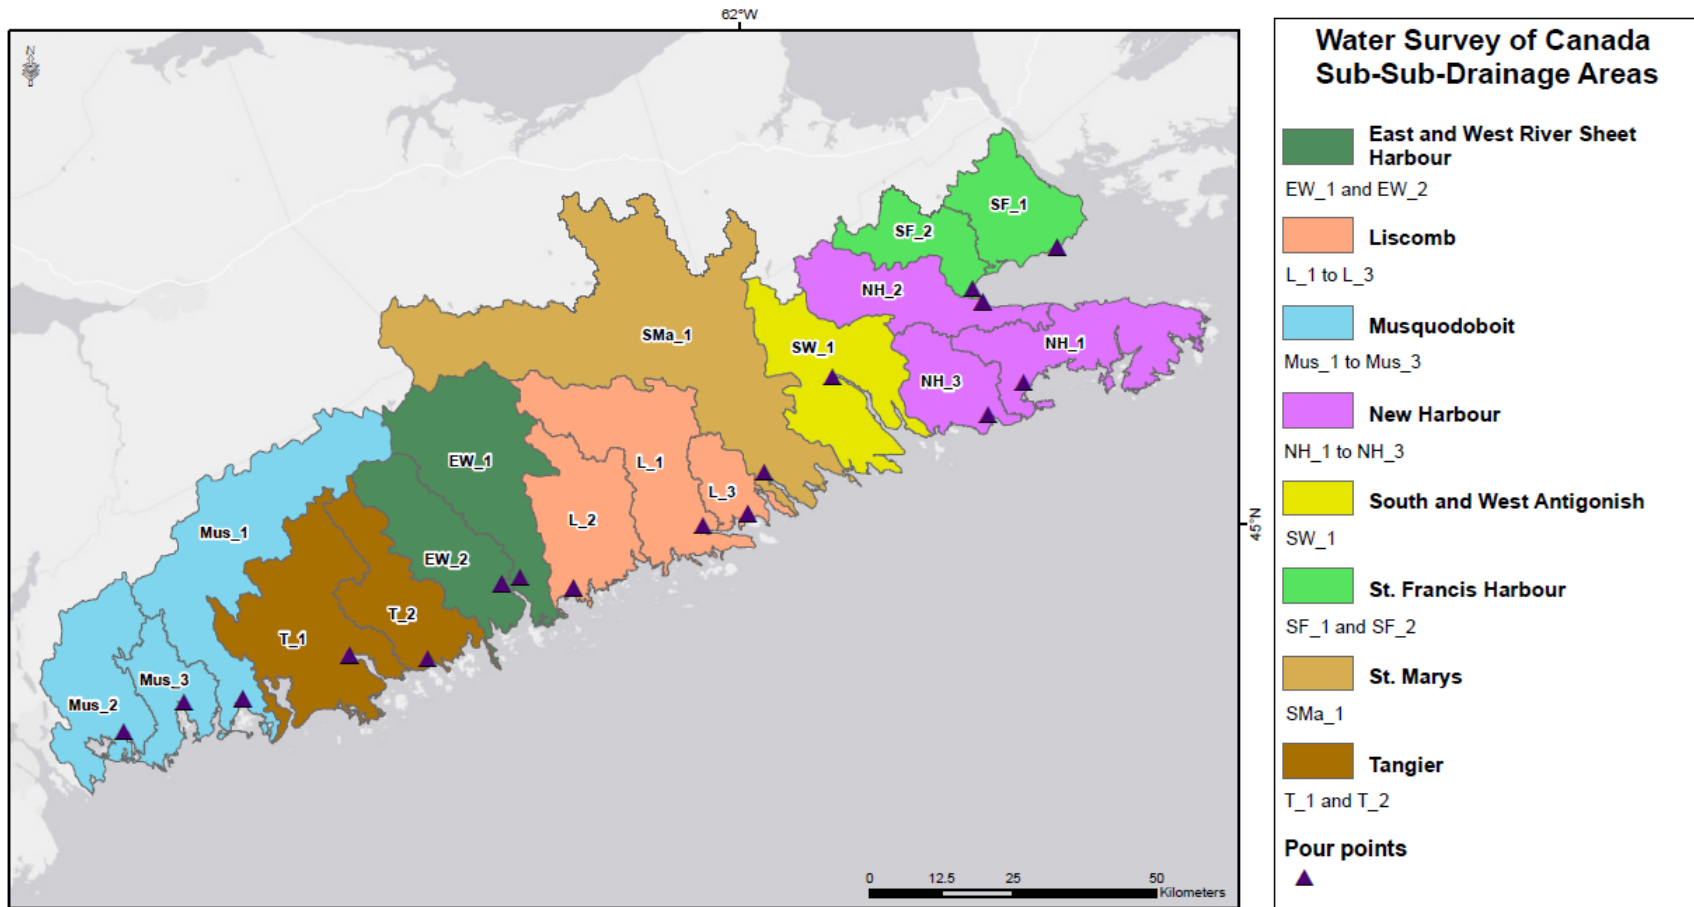 62°W
N
SF_1
SF_2
NH_2
SMa_1
SW_1
NH_1
NH_3
EW_1
L_1
L_3
L_2
Mus_1
45°N
EW_2
T_2
T_1
Mus_3
Mus_2
0
12.5
25
50
Kilometers
Water Survey of Canada
Sub-Sub-Drainage Areas
East and West River Sheet
Harbour
EW_1 and EW_2
Liscomb
L_1 to L_3
Musquodoboit
Mus_1 to Mus_3
New Harbour
NH_1 to NH_3
South and West Antigonish
SW_1
St. Francis Harbour
SF_1 and SF_2
St. Marys
SMa_1
Tangier
T_1 and T_2
Pour points